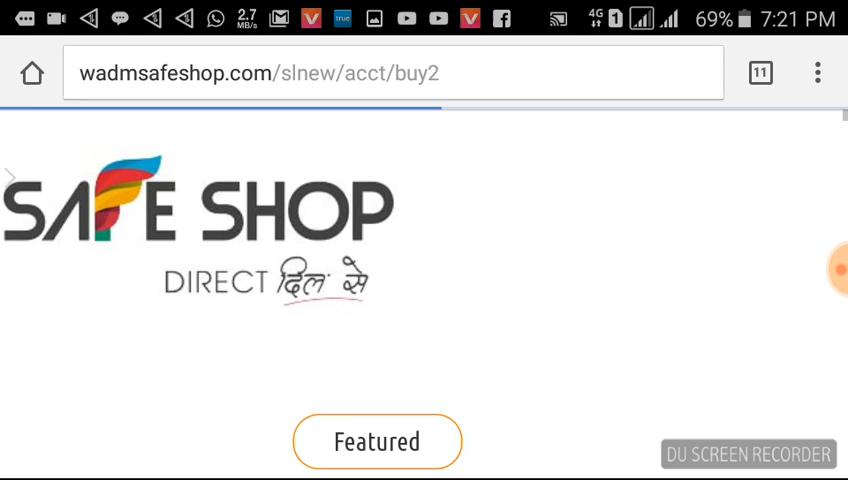 2.7
MB/s
true
4G
1
69%
7:21 PM
wadmsafeshop.com/slnew/acct/buy2
11
SAFE SHOP
DIRECT दिल से
Featured
DU SCREEN RECORDER